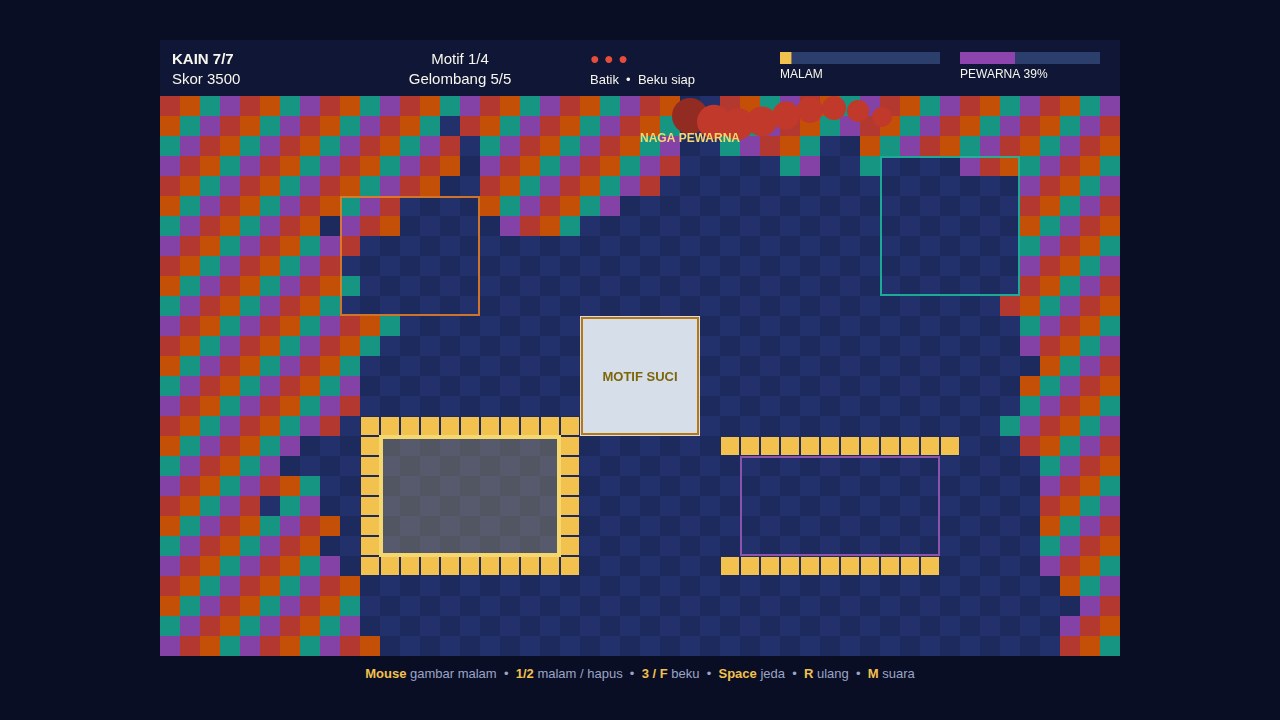 KAIN 7/7
Skor 3500
Motif 1/4
Gelombang 5/5
Batik • Beku siap
MALAM
PEWARNA 39%
NAGA PEWARNA
MOTIF SUCI
Mouse gambar malam • 1/2 malam / hapus • 3 / F beku • Space jeda • R ulang • M suara